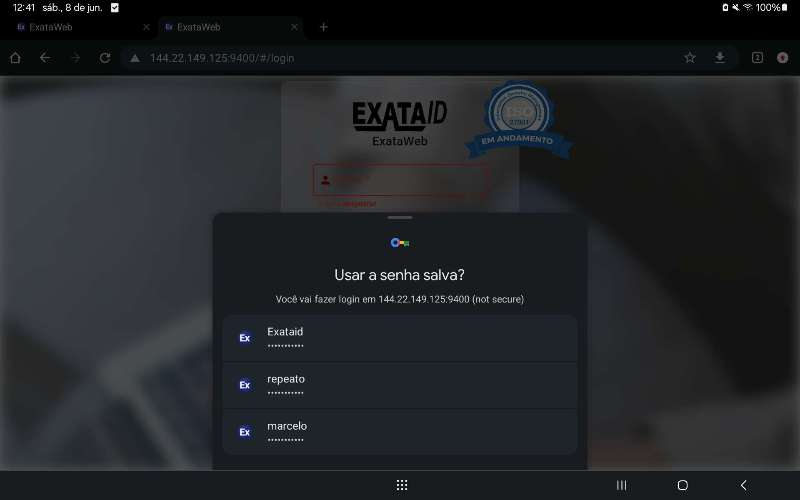 12:41 sáb., 8 de jun. 100%
ExataWeb ExataWeb
144.22.149.125:9400/#/login 2
EXATAID
ExataWeb
ISO
27001
EM ANDAMENTO
Usar a senha salva?
Você vai fazer login em 144.22.149.125:9400 (not secure)
Ex Exataid
•••••••••••
Ex repeato
•••••••••••
Ex marcelo
•••••••••••